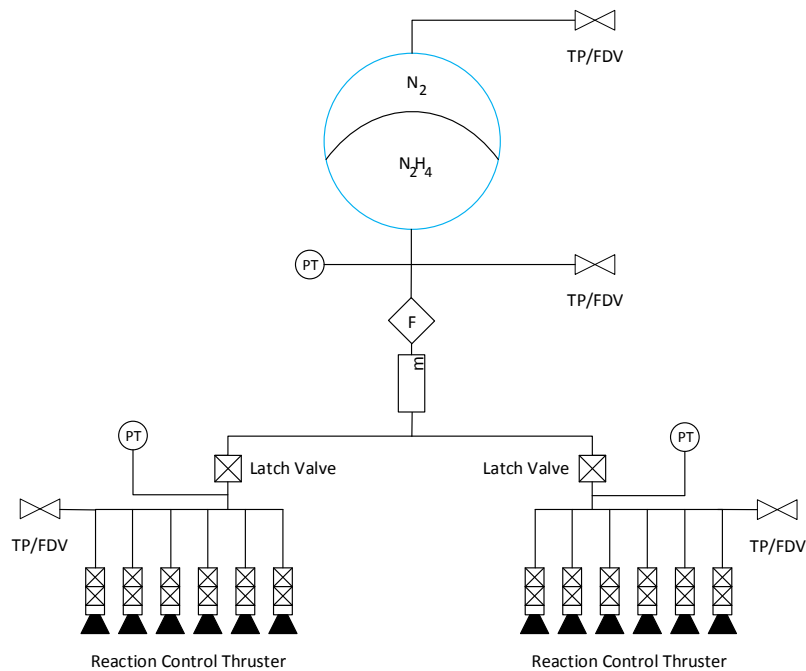 TP/FDV
N2
N2H4
PT
TP/FDV
F
m
PT
PT
Latch Valve
Latch Valve
TP/FDV
TP/FDV
Reaction Control Thruster
Reaction Control Thruster